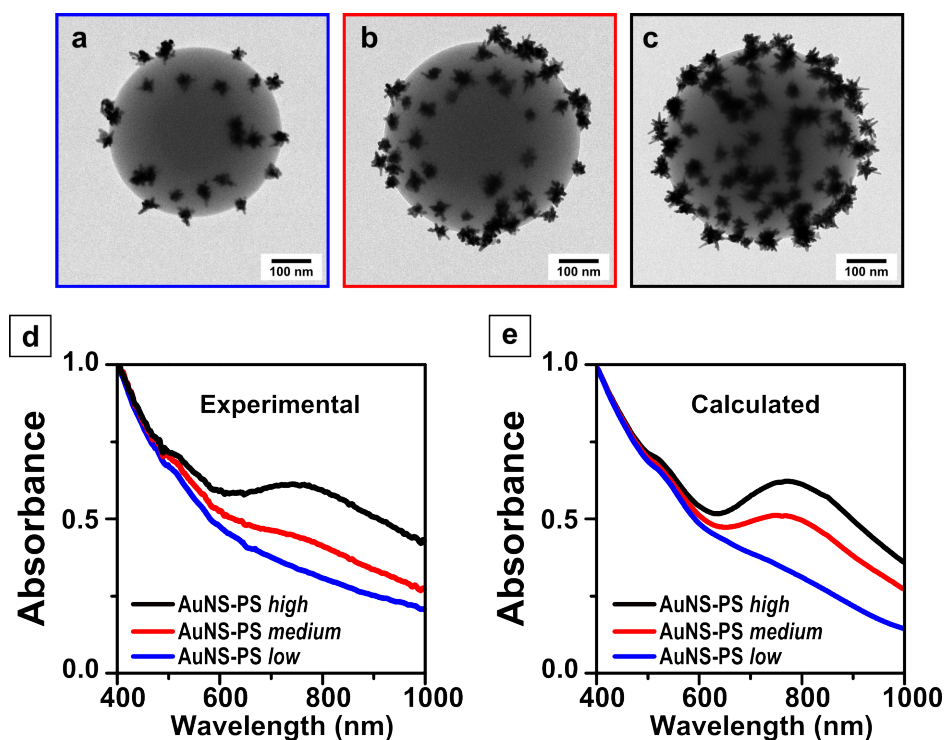 a
b
c
100 nm
100 nm
100 nm
d
e
1.0
0.5
0.0
Absorbance
Experimental
AuNS-PS high
AuNS-PS medium
AuNS-PS low
400 600 800 1000
Wavelength (nm)
1.0
0.5
0.0
Absorbance
Calculated
AuNS-PS high
AuNS-PS medium
AuNS-PS low
400 600 800 1000
Wavelength (nm)